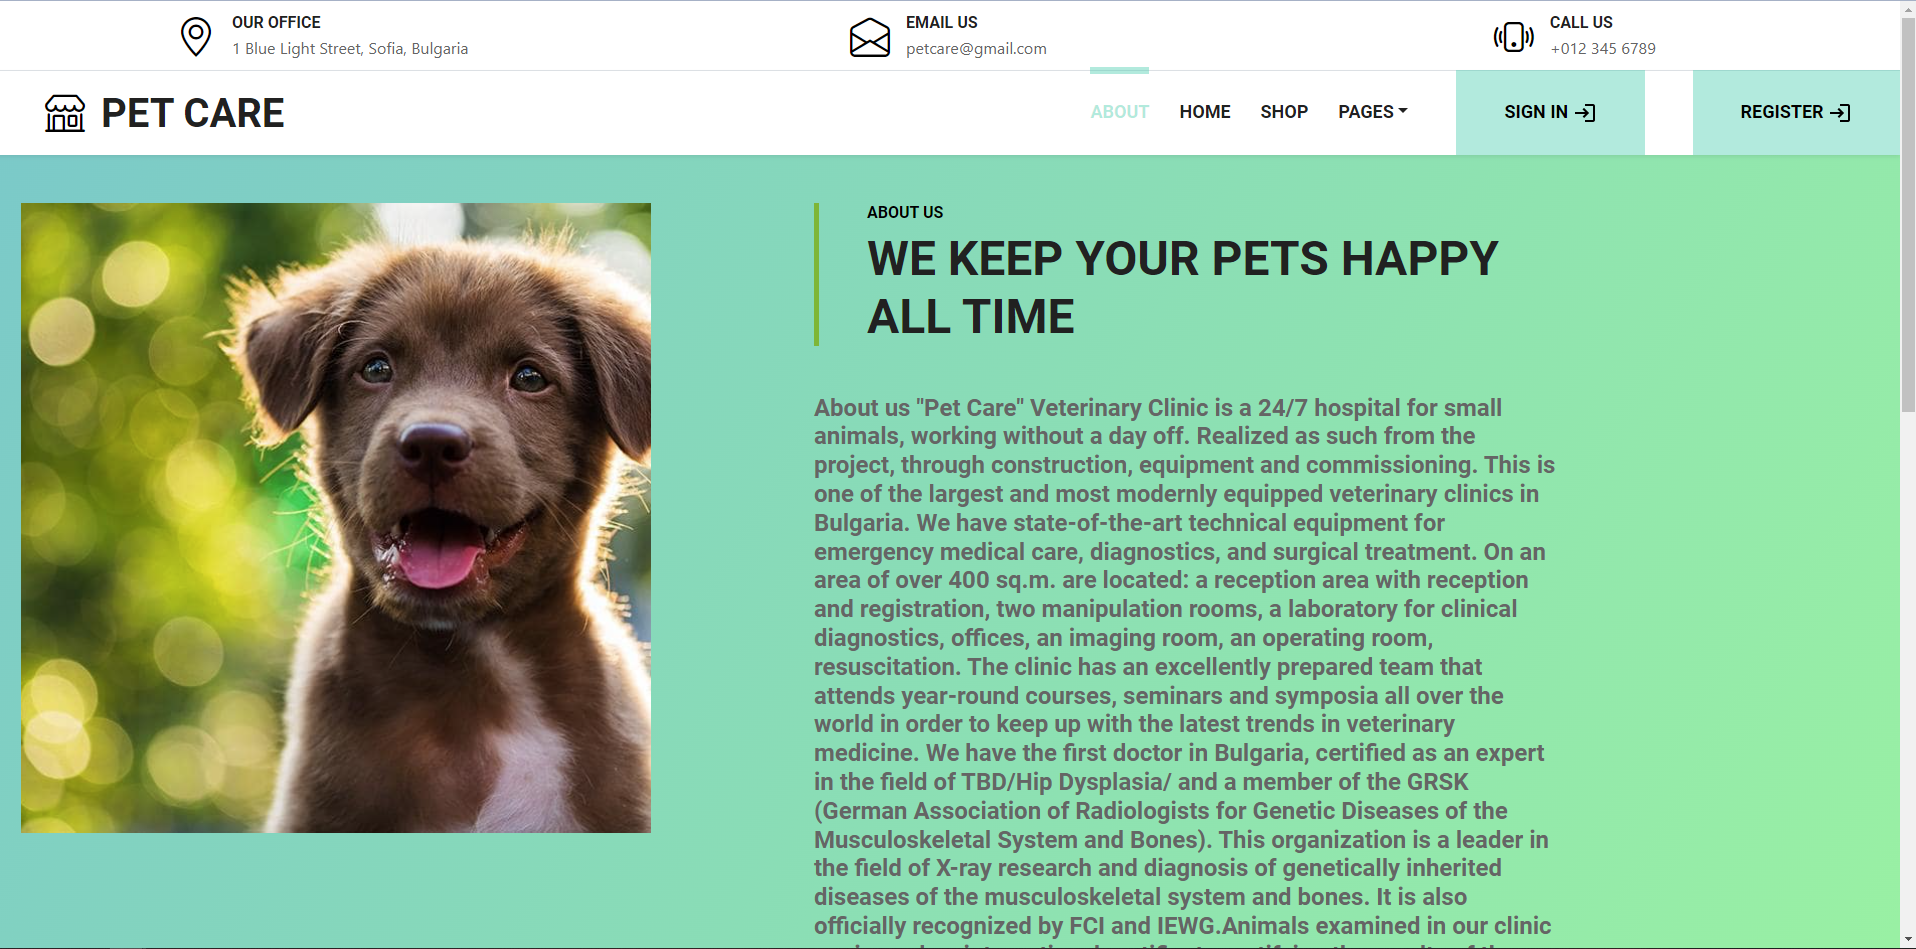 OUR OFFICE
1 Blue Light Street, Sofia, Bulgaria
EMAIL US
petcare@gmail.com
CALL US
+012 345 6789
PET CARE
ABOUT
HOME
SHOP
PAGES
SIGN IN
REGISTER
ABOUT US
WE KEEP YOUR PETS HAPPY
ALL TIME
About us "Pet Care" Veterinary Clinic is a 24/7 hospital for small
animals, working without a day off. Realized as such from the
project, through construction, equipment and commissioning. This is
one of the largest and most modernly equipped veterinary clinics in
Bulgaria. We have state-of-the-art technical equipment for
emergency medical care, diagnostics, and surgical treatment. On an
area of over 400 sq.m. are located: a reception area with reception
and registration, two manipulation rooms, a laboratory for clinical
diagnostics, offices, an imaging room, an operating room,
resuscitation. The clinic has an excellently prepared team that
attends year-round courses, seminars and symposia all over the
world in order to keep up with the latest trends in veterinary
medicine. We have the first doctor in Bulgaria, certified as an expert
in the field of TBD/Hip Dysplasia/ and a member of the GRSK
(German Association of Radiologists for Genetic Diseases of the
Musculoskeletal System and Bones). This organization is a leader in
the field of X-ray research and diagnosis of genetically inherited
diseases of the musculoskeletal system and bones. It is also
officially recognized by FCI and IEWG.Animals examined in our clinic